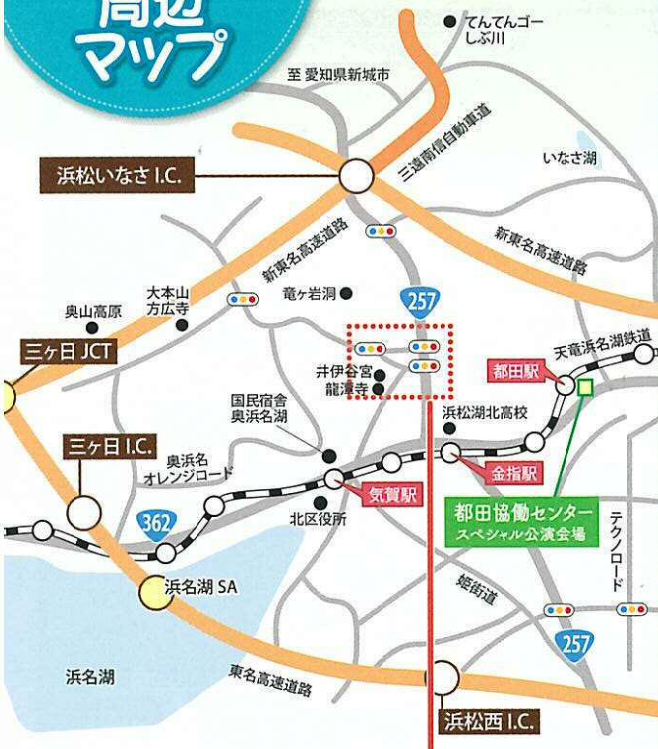 周辺
マップ
てんてんゴー
しぶ川
至 愛知県新城市
三遠南信自動車道
いなさ湖
浜松いなさ I.C.
新東名高速道路
新東名高速道路
竜ヶ岩洞
257
大本山
方広寺
奥山高原
天竜浜名湖鉄道
三ヶ日 JCT
都田駅
井伊谷宮
龍潭寺
国民宿舎
奥浜名湖
浜松湖北高校
三ヶ日 I.C.
奥浜名
オレンジロード
金指駅
気賀駅
都田協働センター
スペシャル公演会場
362
北区役所
テクノロード
浜名湖 SA
姫街道
257
浜名湖
東名高速道路
浜松西 I.C.